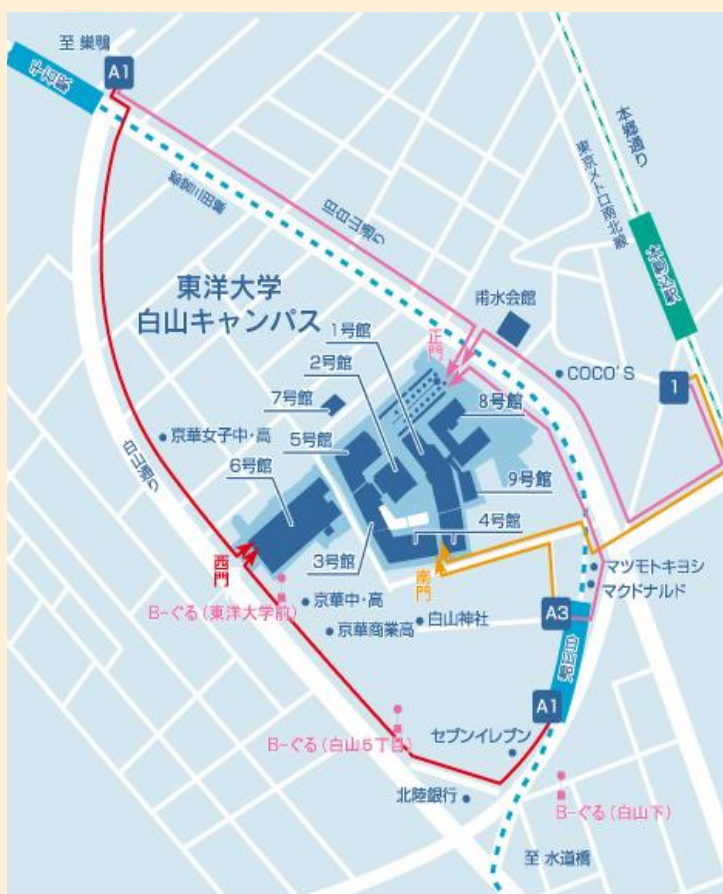 至 巣鴨
A1
千石駅
都営三田線
旧白山通り
本郷通り
東京メトロ南北線
本駒込駅
東洋大学
白山キャンパス
甫水会館
正門
1号館
2号館
COCO'S
1
7号館
8号館
5号館
京華女子中・高
白山通り
6号館
9号館
4号館
3号館
西門
南門
マツモトキヨシ
マクドナルド
B-ぐる(東洋大学前)
京華中・高
京華商業高
白山神社
A3
白山駅
A1
B-ぐる(白山5丁目)
セブンイレブン
北陸銀行
B-ぐる(白山下)
至 水道橋